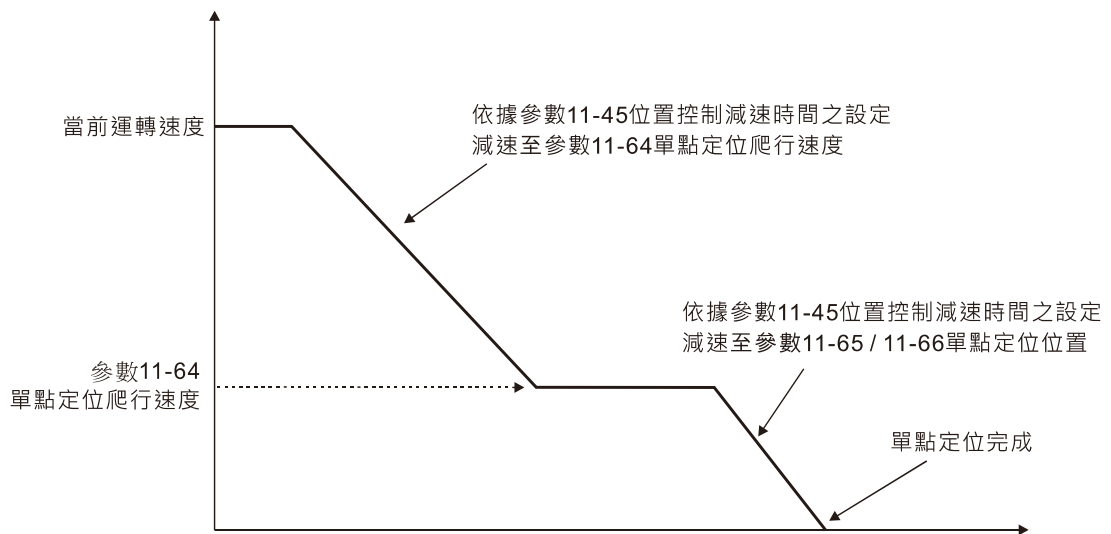 當前運轉速度
依據參數11-45位置控制減速時間之設定
減速至參數11-64單點定位爬行速度
依據參數11-45位置控制減速時間之設定
減速至參數11-65 / 11-66單點定位位置
參數11-64
單點定位爬行速度
單點定位完成